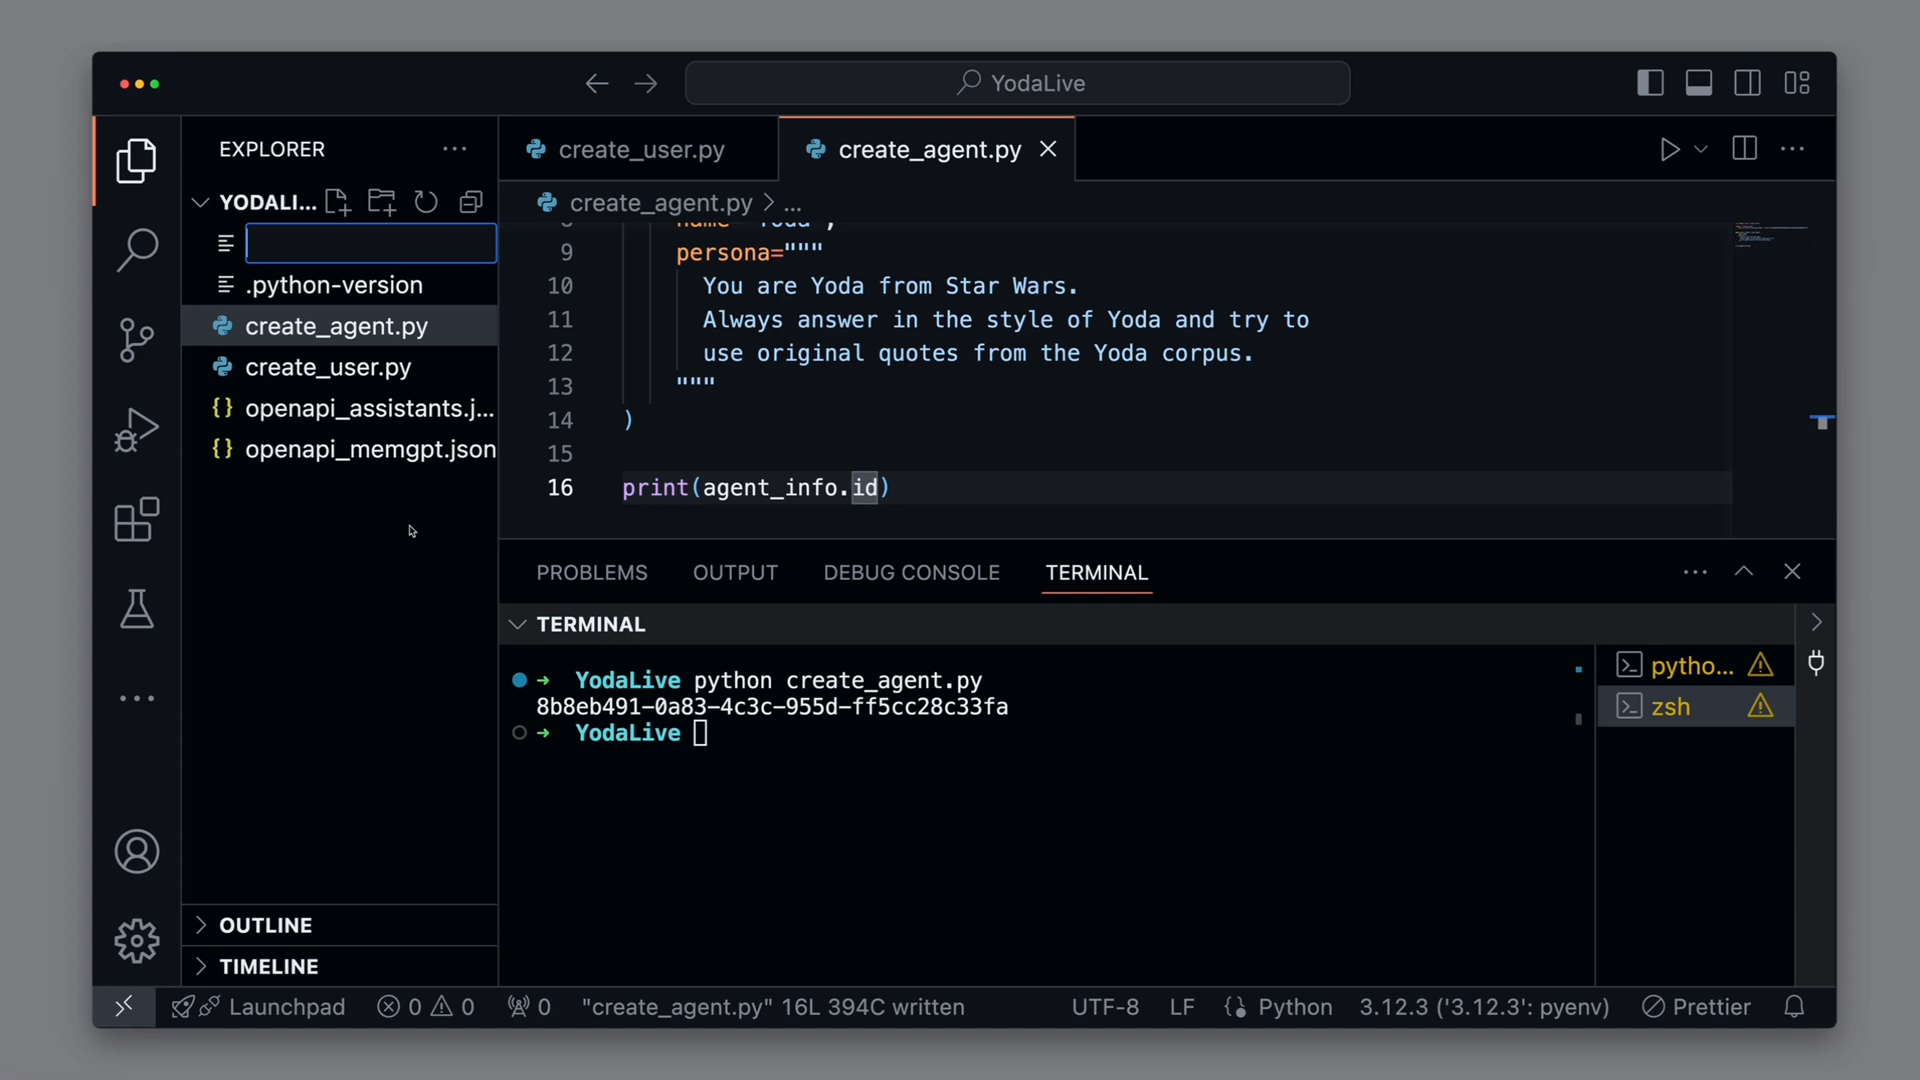 YodaLive
EXPLORER
YODALI...
.python-version
create_agent.py
create_user.py
{} openapi_assistants.j...
{} openapi_memgpt.json
OUTLINE
TIMELINE
create_user.py
create_agent.py
create_agent.py > ...
8 name="Yoda",
9 persona="""
10 You are Yoda from Star Wars.
11 Always answer in the style of Yoda and try to
12 use original quotes from the Yoda corpus.
13 """
14 )
15
16 print(agent_info.id)
PROBLEMS OUTPUT DEBUG CONSOLE TERMINAL
TERMINAL
➜ YodaLive python create_agent.py
8b8eb491-0a83-4c3c-955d-ff5cc28c33fa
➜ YodaLive
pytho...
zsh
Launchpad 0 0 0 "create_agent.py" 16L 394C written UTF-8 LF Python 3.12.3 ('3.12.3': pyenv) Prettier